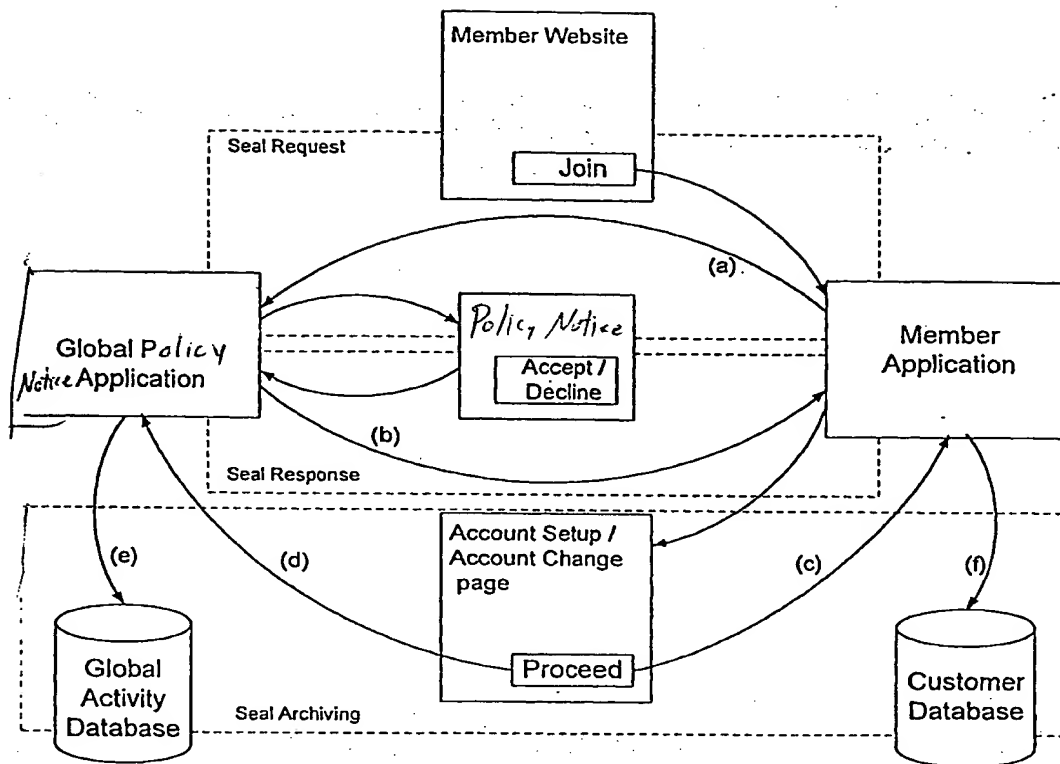 Member Website
Seal Request
Join
(a)
Policy Notice
Global Policy
Notice Application
Accept /
Decline
Member
Application
(b)
Seal Response
Account Setup /
Account Change
page
(e)
(d)
(c)
(f)
Proceed
Global
Activity
Database
Customer
Database
Seal Archiving